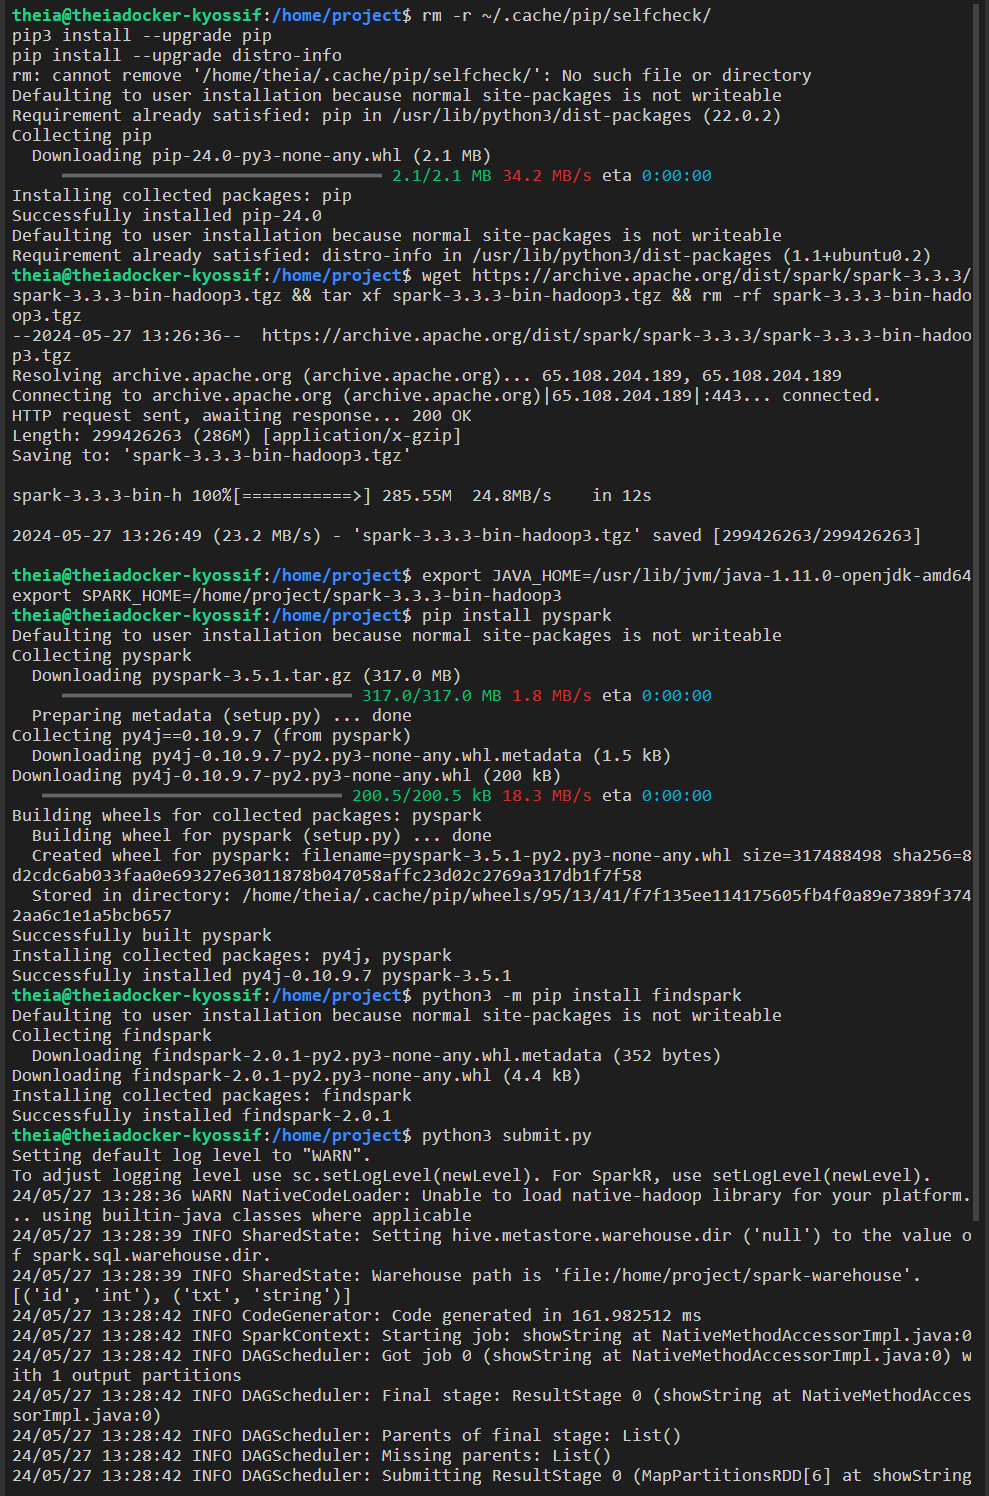 theia@theiadocker-kyossif:/home/project$ rm -r ~/.cache/pip/selfcheck/
pip3 install --upgrade pip
pip install --upgrade distro-info
rm: cannot remove '/home/theia/.cache/pip/selfcheck/': No such file or directory
Defaulting to user installation because normal site-packages is not writeable
Requirement already satisfied: pip in /usr/lib/python3/dist-packages (22.0.2)
Collecting pip
  Downloading pip-24.0-py3-none-any.whl (2.1 MB)
2.1/2.1 MB 34.2 MB/s eta 0:00:00
Installing collected packages: pip
Successfully installed pip-24.0
Defaulting to user installation because normal site-packages is not writeable
Requirement already satisfied: distro-info in /usr/lib/python3/dist-packages (1.1+ubuntu0.2)
theia@theiadocker-kyossif:/home/project$ wget https://archive.apache.org/dist/spark/spark-3.3.3/
spark-3.3.3-bin-hadoop3.tgz && tar xf spark-3.3.3-bin-hadoop3.tgz && rm -rf spark-3.3.3-bin-hado
op3.tgz
--2024-05-27 13:26:36--  https://archive.apache.org/dist/spark/spark-3.3.3/spark-3.3.3-bin-hadoo
p3.tgz
Resolving archive.apache.org (archive.apache.org)... 65.108.204.189, 65.108.204.189
Connecting to archive.apache.org (archive.apache.org)|65.108.204.189|:443... connected.
HTTP request sent, awaiting response... 200 OK
Length: 299426263 (286M) [application/x-gzip]
Saving to: 'spark-3.3.3-bin-hadoop3.tgz'
spark-3.3.3-bin-h 100%[===========>] 285.55M  24.8MB/s    in 12s
2024-05-27 13:26:49 (23.2 MB/s) - 'spark-3.3.3-bin-hadoop3.tgz' saved [299426263/299426263]
theia@theiadocker-kyossif:/home/project$ export JAVA_HOME=/usr/lib/jvm/java-1.11.0-openjdk-amd64
export SPARK_HOME=/home/project/spark-3.3.3-bin-hadoop3
theia@theiadocker-kyossif:/home/project$ pip install pyspark
Defaulting to user installation because normal site-packages is not writeable
Collecting pyspark
  Downloading pyspark-3.5.1.tar.gz (317.0 MB)
317.0/317.0 MB 1.8 MB/s eta 0:00:00
  Preparing metadata (setup.py) ... done
Collecting py4j==0.10.9.7 (from pyspark)
  Downloading py4j-0.10.9.7-py2.py3-none-any.whl.metadata (1.5 kB)
Downloading py4j-0.10.9.7-py2.py3-none-any.whl (200 kB)
200.5/200.5 kB 18.3 MB/s eta 0:00:00
Building wheels for collected packages: pyspark
  Building wheel for pyspark (setup.py) ... done
  Created wheel for pyspark: filename=pyspark-3.5.1-py2.py3-none-any.whl size=317488498 sha256=8
d2cdc6ab033faa0e69327e63011878b047058affc23d02c2769a317db1f7f58
  Stored in directory: /home/theia/.cache/pip/wheels/95/13/41/f7f135ee114175605fb4f0a89e7389f374
2aa6c1e1a5bcb657
Successfully built pyspark
Installing collected packages: py4j, pyspark
Successfully installed py4j-0.10.9.7 pyspark-3.5.1
theia@theiadocker-kyossif:/home/project$ python3 -m pip install findspark
Defaulting to user installation because normal site-packages is not writeable
Collecting findspark
  Downloading findspark-2.0.1-py2.py3-none-any.whl.metadata (352 bytes)
Downloading findspark-2.0.1-py2.py3-none-any.whl (4.4 kB)
Installing collected packages: findspark
Successfully installed findspark-2.0.1
theia@theiadocker-kyossif:/home/project$ python3 submit.py
Setting default log level to "WARN".
To adjust logging level use sc.setLogLevel(newLevel). For SparkR, use setLogLevel(newLevel).
24/05/27 13:28:36 WARN NativeCodeLoader: Unable to load native-hadoop library for your platform.
.. using builtin-java classes where applicable
24/05/27 13:28:39 INFO SharedState: Setting hive.metastore.warehouse.dir ('null') to the value o
f spark.sql.warehouse.dir.
24/05/27 13:28:39 INFO SharedState: Warehouse path is 'file:/home/project/spark-warehouse'.
[('id', 'int'), ('txt', 'string')]
24/05/27 13:28:42 INFO CodeGenerator: Code generated in 161.982512 ms
24/05/27 13:28:42 INFO SparkContext: Starting job: showString at NativeMethodAccessorImpl.java:0
24/05/27 13:28:42 INFO DAGScheduler: Got job 0 (showString at NativeMethodAccessorImpl.java:0) w
ith 1 output partitions
24/05/27 13:28:42 INFO DAGScheduler: Final stage: ResultStage 0 (showString at NativeMethodAcces
sorImpl.java:0)
24/05/27 13:28:42 INFO DAGScheduler: Parents of final stage: List()
24/05/27 13:28:42 INFO DAGScheduler: Missing parents: List()
24/05/27 13:28:42 INFO DAGScheduler: Submitting ResultStage 0 (MapPartitionsRDD[6] at showString